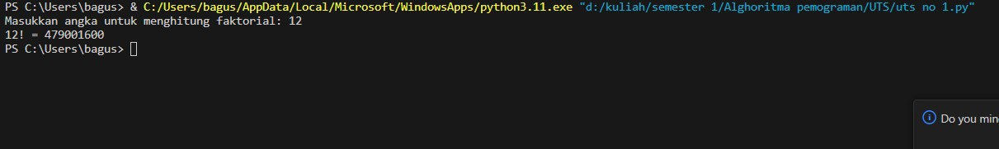 PS C:\Users\bagus> & C:/Users/bagus/AppData/Local/Microsoft/WindowsApps/python3.11.exe "d:/kuliah/semester 1/Alghoritma pemograman/UTS/uts no 1.py"
Masukkan angka untuk menghitung faktorial: 12
12! = 479001600
PS C:\Users\bagus>
Do you min